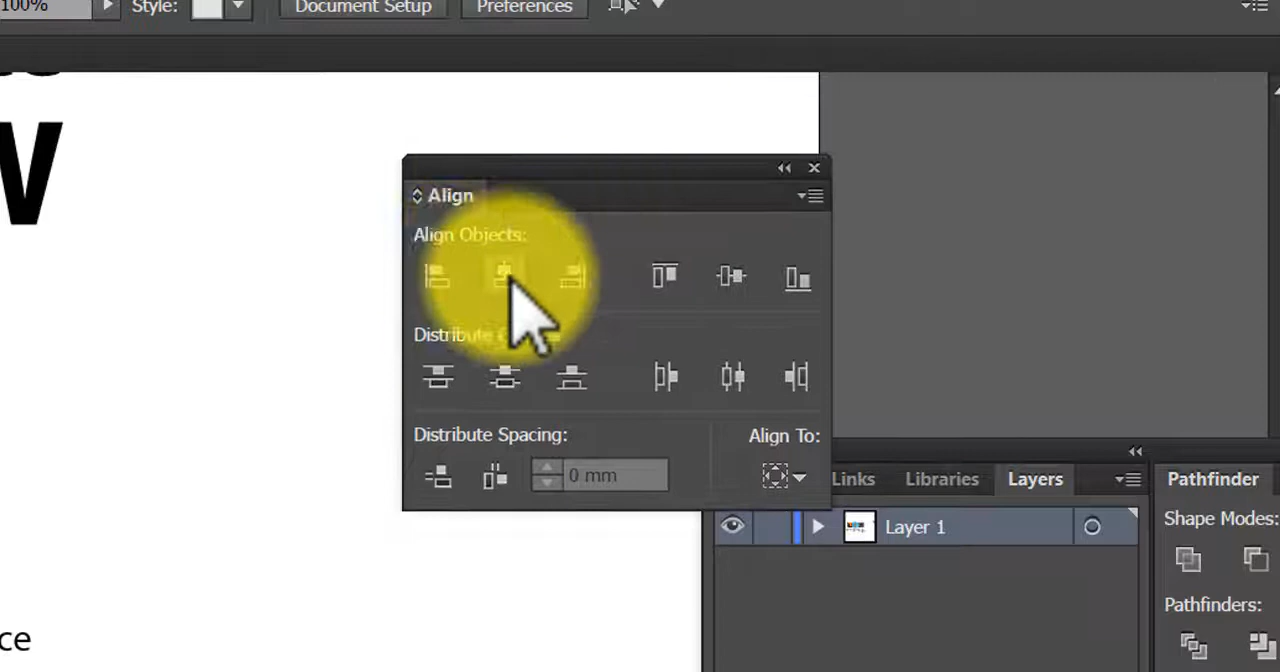 100%
Style:
Document Setup
Preferences
W
Align
Align Objects:
Distribute
Distribute Spacing:
Align To:
0 mm
Links
Libraries
Layers
Pathfinder
Layer 1
Shape Modes:
Pathfinders:
ce